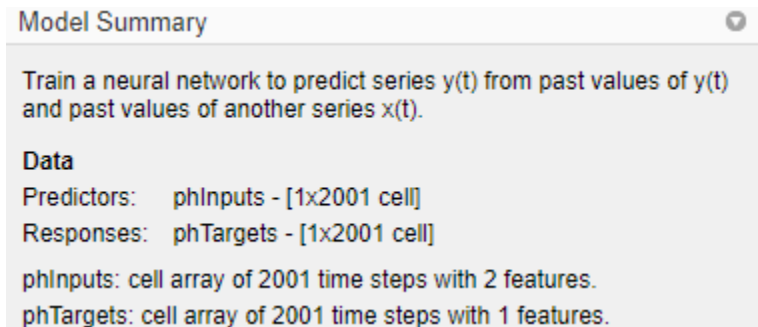 Model Summary
Train a neural network to predict series y(t) from past values of y(t)
and past values of another series x(t).
Data
Predictors: phInputs - [1x2001 cell]
Responses: phTargets - [1x2001 cell]
phInputs: cell array of 2001 time steps with 2 features.
phTargets: cell array of 2001 time steps with 1 features.